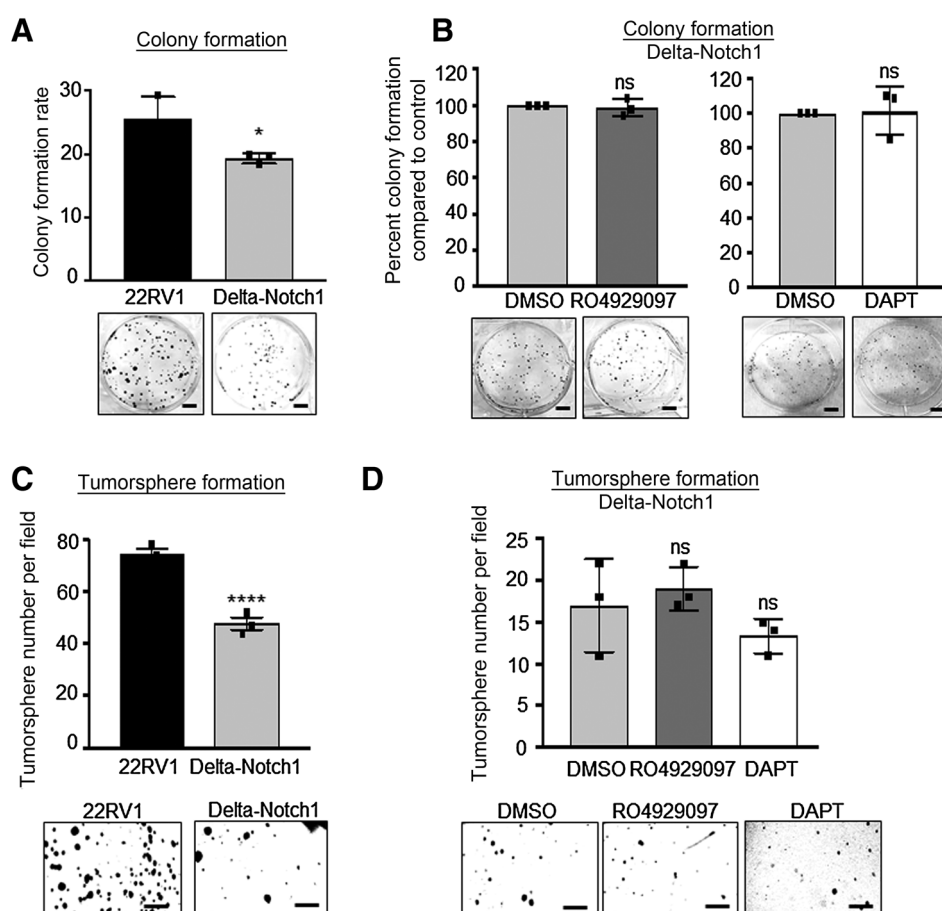 A
Colony formation
Colony formation rate
30
20
10
0
*
22RV1 Delta-Notch1
B
Colony formation
Delta-Notch1
Percent colony formation
compared to control
120
100
80
60
40
20
0
ns
DMSO RO4929097
120
100
80
60
40
20
0
ns
DMSO DAPT
C
Tumorsphere formation
Tumorsphere number per field
80
60
40
20
0
****
22RV1 Delta-Notch1
22RV1 Delta-Notch1
D
Tumorsphere formation
Delta-Notch1
Tumorsphere number per field
25
20
15
10
5
0
ns
ns
DMSO RO4929097 DAPT
DMSO RO4929097 DAPT